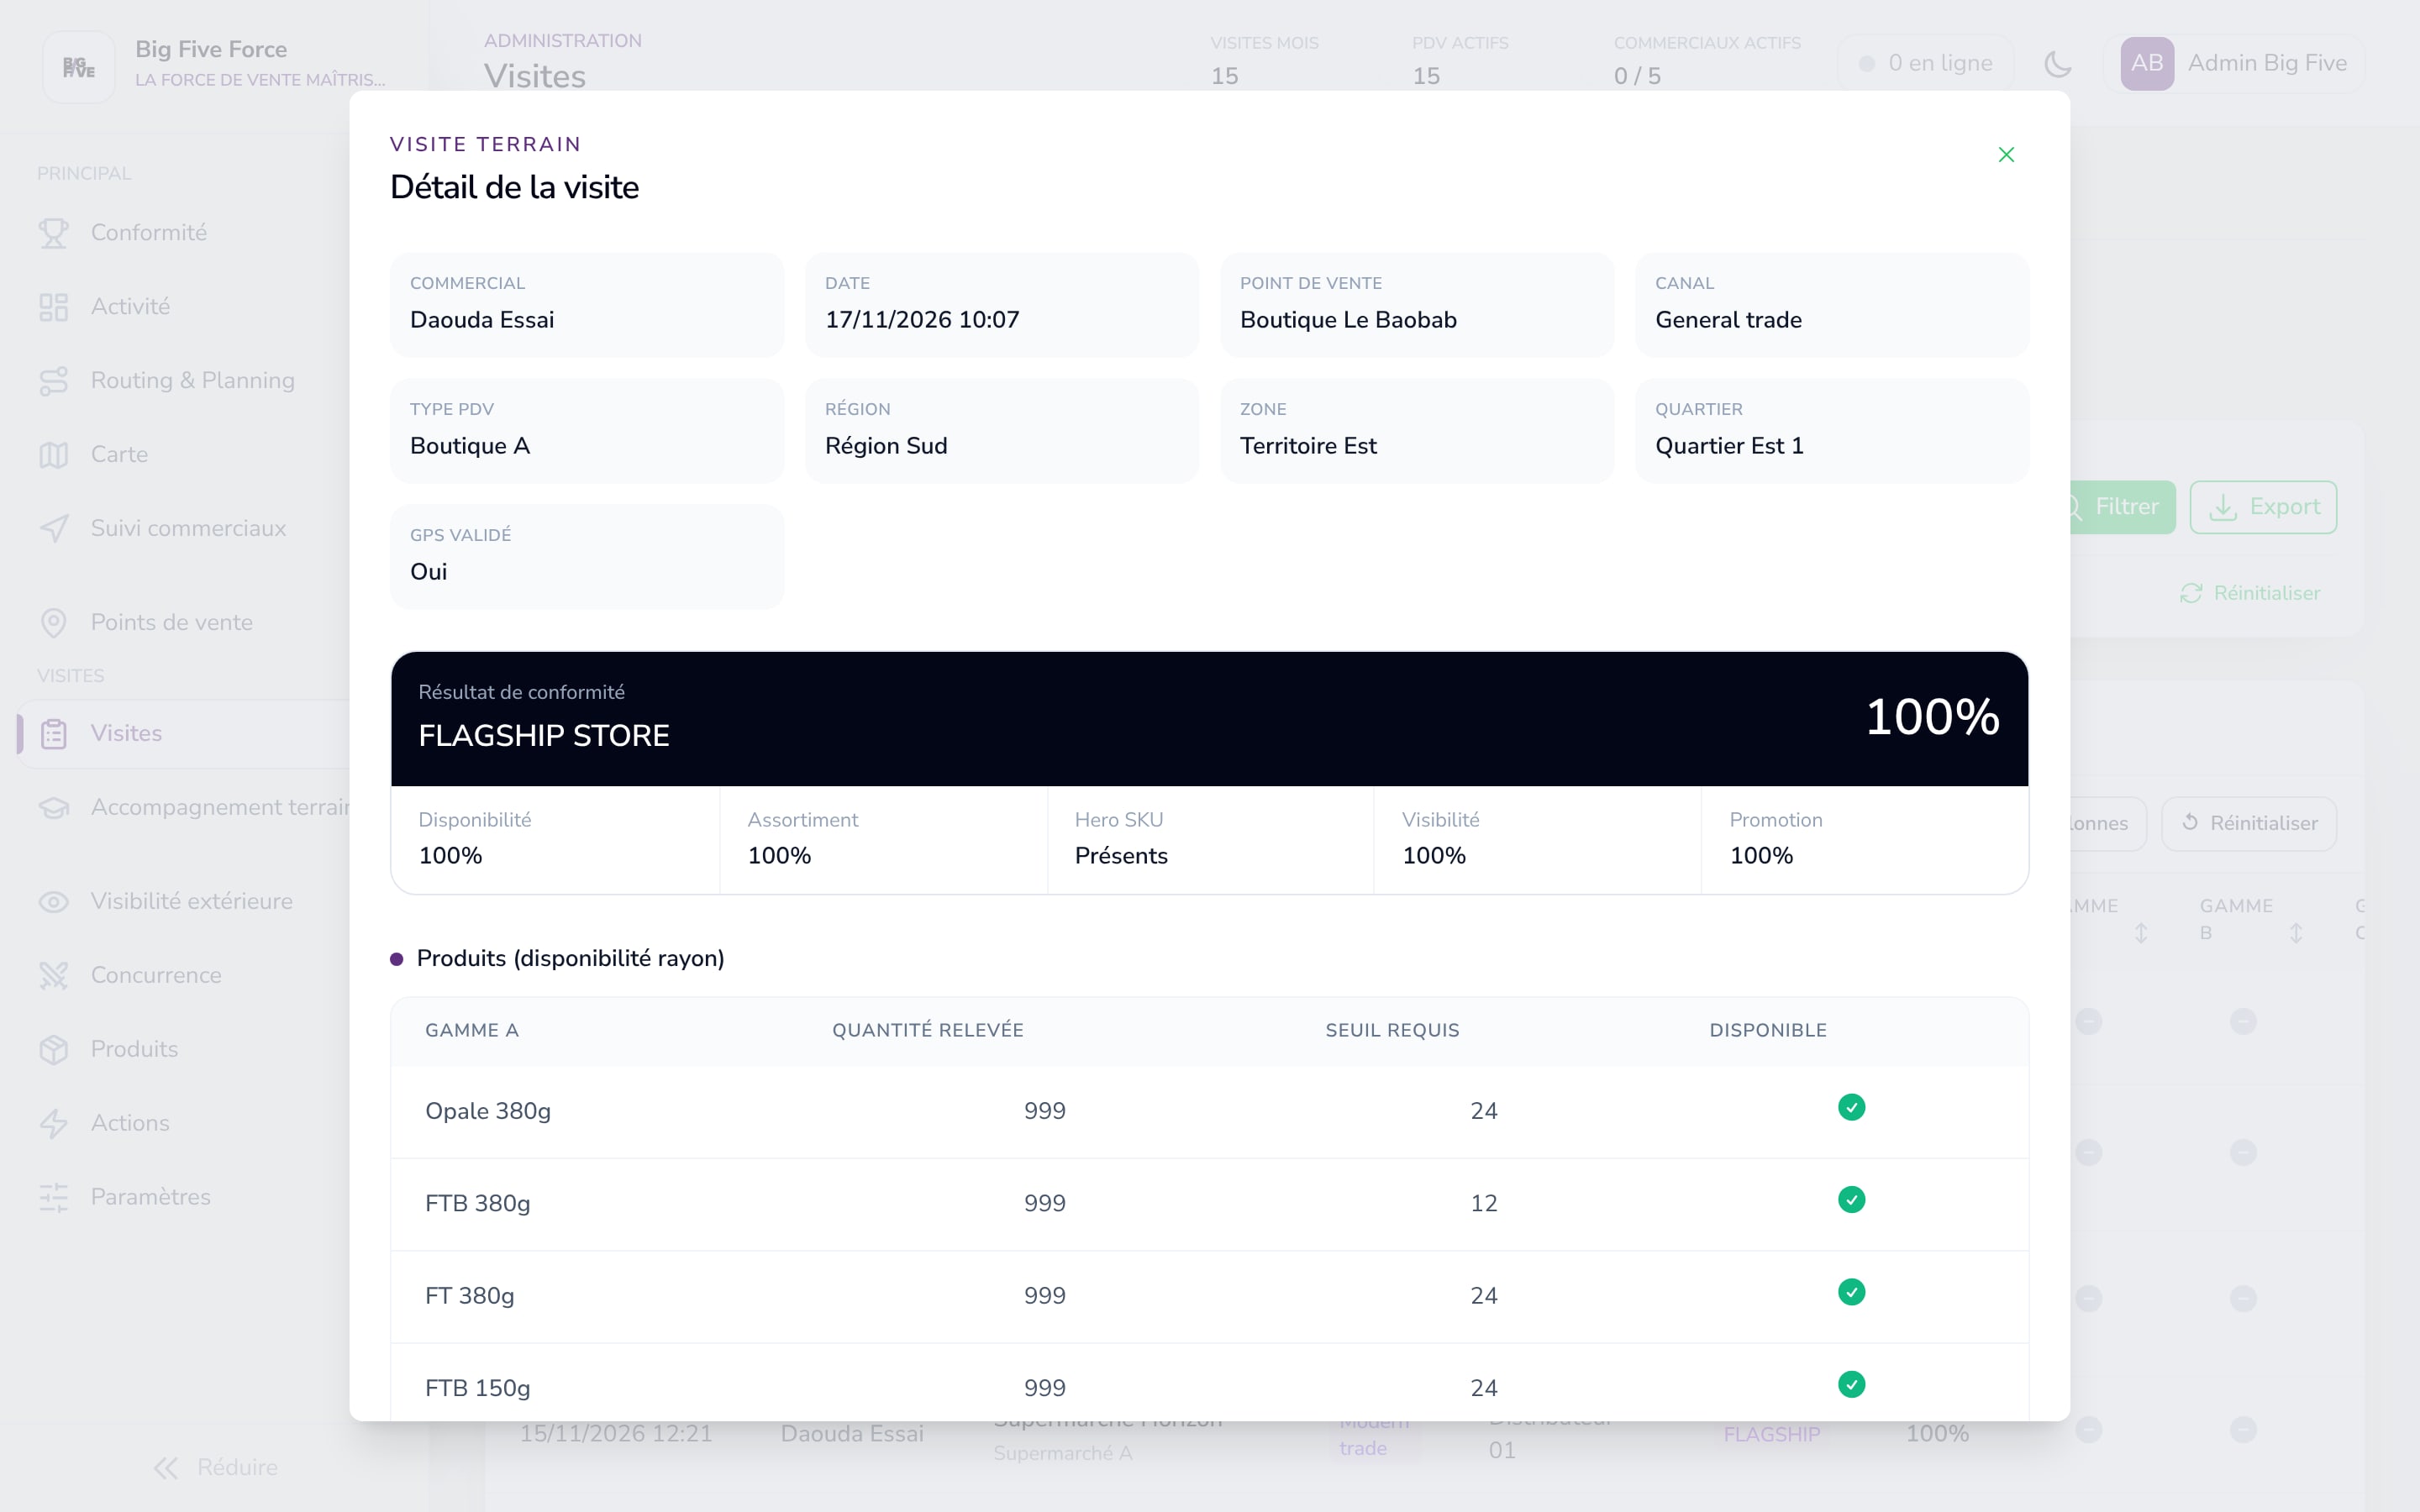 BIG FIVE
Big Five Force
LA FORCE DE VENTE MAÎTRIS...
ADMINISTRATION
Visites
VISITES MOIS
15
PDV ACTIFS
15
COMMERCIAUX ACTIFS
0 / 5
0 en ligne
AB
Admin Big Five
PRINCIPAL
Conformité
Activité
Routing & Planning
Carte
Suivi commerciaux
Points de vente
VISITES
Visites
Accompagnement terrain
Visibilité extérieure
Concurrence
Produits
Actions
Paramètres
Réduire
VISITE TERRAIN
Détail de la visite
COMMERCIAL
Daouda Essai
DATE
17/11/2026 10:07
POINT DE VENTE
Boutique Le Baobab
CANAL
General trade
TYPE PDV
Boutique A
RÉGION
Région Sud
ZONE
Territoire Est
QUARTIER
Quartier Est 1
GPS VALIDÉ
Oui
Résultat de conformité
FLAGSHIP STORE
100%
Disponibilité
100%
Assortiment
100%
Hero SKU
Présents
Visibilité
100%
Promotion
100%
Produits (disponibilité rayon)
GAMME A QUANTITÉ RELEVÉE SEUIL REQUIS DISPONIBLE
Opale 380g 999 24
FTB 380g 999 12
FT 380g 999 24
FTB 150g 999 24
Filtrer
Export
Réinitialiser
Réinitialiser
GAMME
B
15/11/2026 12:21 Daouda Essai
Supermarché Horizon
Supermarché A
Modern
trade
Distributeur
01
FLAGSHIP
100%